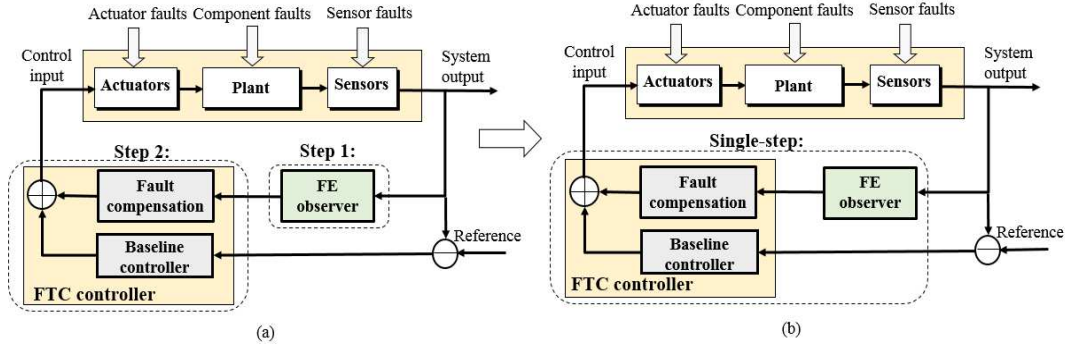 Actuator faults
Component faults
Sensor faults
Control
input
Actuators
Plant
Sensors
System
output
Step 2:
Step 1:
Fault
compensation
FE
observer
Baseline
controller
Reference
FTC controller
(a)
Actuator faults
Component faults
Sensor faults
Control
input
Actuators
Plant
Sensors
System
output
Single-step:
Fault
compensation
FE
observer
Baseline
controller
Reference
FTC controller
(b)